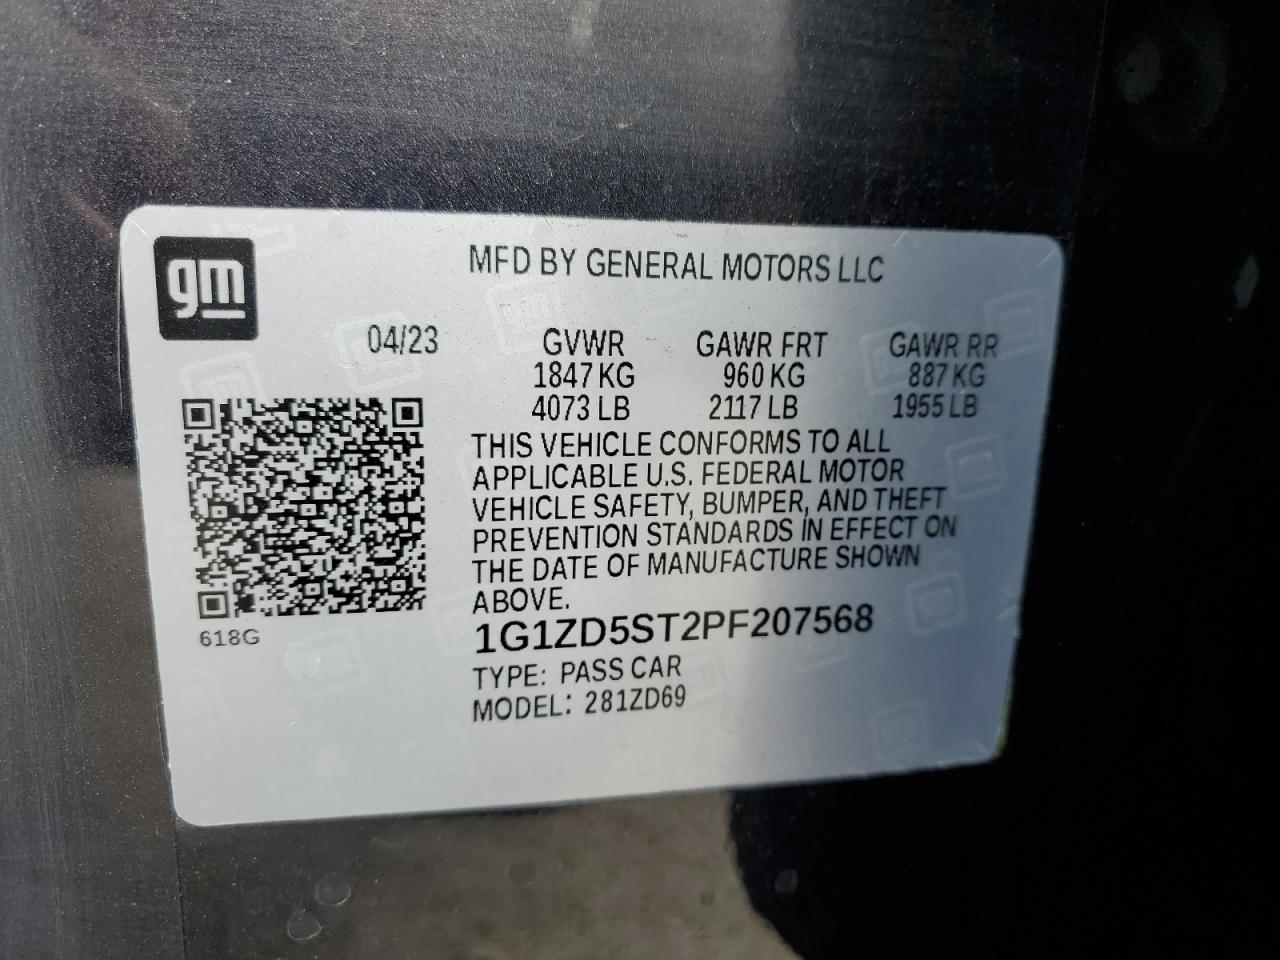 gm
MFD BY GENERAL MOTORS LLC
04/23 GVWR GAWR FRT GAWR RR
1847 KG 960 KG 887 KG
4073 LB 2117 LB 1955 LB
THIS VEHICLE CONFORMS TO ALL
APPLICABLE U.S. FEDERAL MOTOR
VEHICLE SAFETY, BUMPER, AND THEFT
PREVENTION STANDARDS IN EFFECT ON
THE DATE OF MANUFACTURE SHOWN
ABOVE.
618G
1G1ZD5ST2PF207568
TYPE: PASS CAR
MODEL: 281ZD69